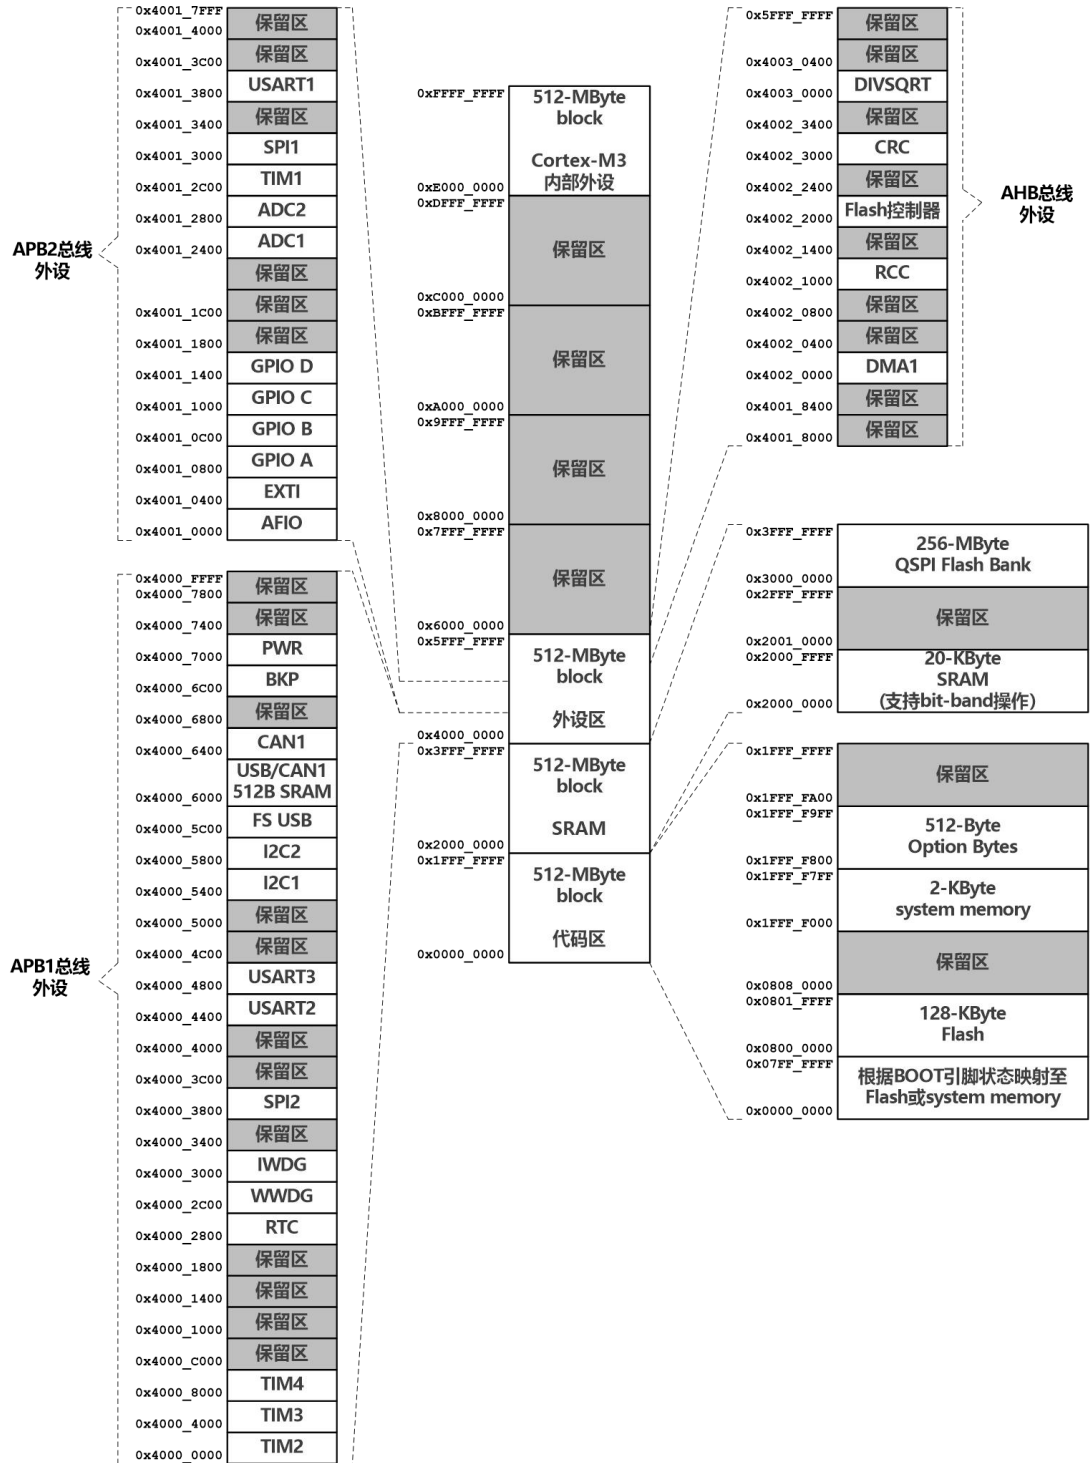 0x4001_7FFF
保留区
0x4001_4000
保留区
0x4001_3C00
USART1
0x4001_3800
保留区
0x4001_3400
SPI1
0x4001_3000
TIM1
0x4001_2C00
ADC2
0x4001_2800
ADC1
0x4001_2400
保留区
保留区
0x4001_1C00
保留区
0x4001_1800
GPIO D
0x4001_1400
GPIO C
0x4001_1000
GPIO B
0x4001_0C00
GPIO A
0x4001_0800
EXTI
0x4001_0400
AFIO
0x4001_0000
APB2总线
外设
0x4000_FFFF
保留区
0x4000_7800
保留区
0x4000_7400
PWR
0x4000_7000
BKP
0x4000_6C00
保留区
0x4000_6800
CAN1
0x4000_6400
USB/CAN1
512B SRAM
0x4000_6000
FS USB
0x4000_5C00
I2C2
0x4000_5800
I2C1
0x4000_5400
保留区
0x4000_5000
保留区
0x4000_4C00
USART3
0x4000_4800
USART2
0x4000_4400
保留区
0x4000_4000
保留区
0x4000_3C00
SPI2
0x4000_3800
保留区
0x4000_3400
IWDG
0x4000_3000
WWDG
0x4000_2C00
RTC
0x4000_2800
保留区
0x4000_1800
保留区
0x4000_1400
保留区
0x4000_1000
保留区
0x4000_C000
TIM4
0x4000_8000
TIM3
0x4000_4000
TIM2
0x4000_0000
APB1总线
外设
0xFFFF_FFFF
512-MByte
block
Cortex-M3
内部外设
0xE000_0000
0xDFFF_FFFF
保留区
0xC000_0000
0xBFFF_FFFF
保留区
0xA000_0000
0x9FFF_FFFF
保留区
0x8000_0000
0x7FFF_FFFF
保留区
0x6000_0000
0x5FFF_FFFF
512-MByte
block
外设区
0x4000_0000
0x3FFF_FFFF
512-MByte
block
SRAM
0x2000_0000
0x1FFF_FFFF
512-MByte
block
代码区
0x0000_0000
0x5FFF_FFFF
保留区
保留区
0x4003_0400
DIVSQRT
0x4003_0000
保留区
0x4002_3400
CRC
0x4002_3000
保留区
0x4002_2400
Flash控制器
0x4002_2000
保留区
0x4002_1400
RCC
0x4002_1000
保留区
0x4002_0800
保留区
0x4002_0400
DMA1
0x4002_0000
保留区
0x4001_8400
保留区
0x4001_8000
AHB总线
外设
0x3FFF_FFFF
256-MByte
QSPI Flash Bank
0x3000_0000
0x2FFF_FFFF
保留区
0x2001_0000
0x2000_FFFF
20-KByte
SRAM
(支持bit-band操作)
0x2000_0000
0x1FFF_FFFF
保留区
0x1FFF_FA00
0x1FFF_F9FF
512-Byte
Option Bytes
0x1FFF_F800
0x1FFF_F7FF
2-KByte
system memory
0x1FFF_F000
保留区
0x0808_0000
0x0801_FFFF
128-KByte
Flash
0x0800_0000
0x07FF_FFFF
根据BOOT引脚状态映射至
Flash或system memory
0x0000_0000